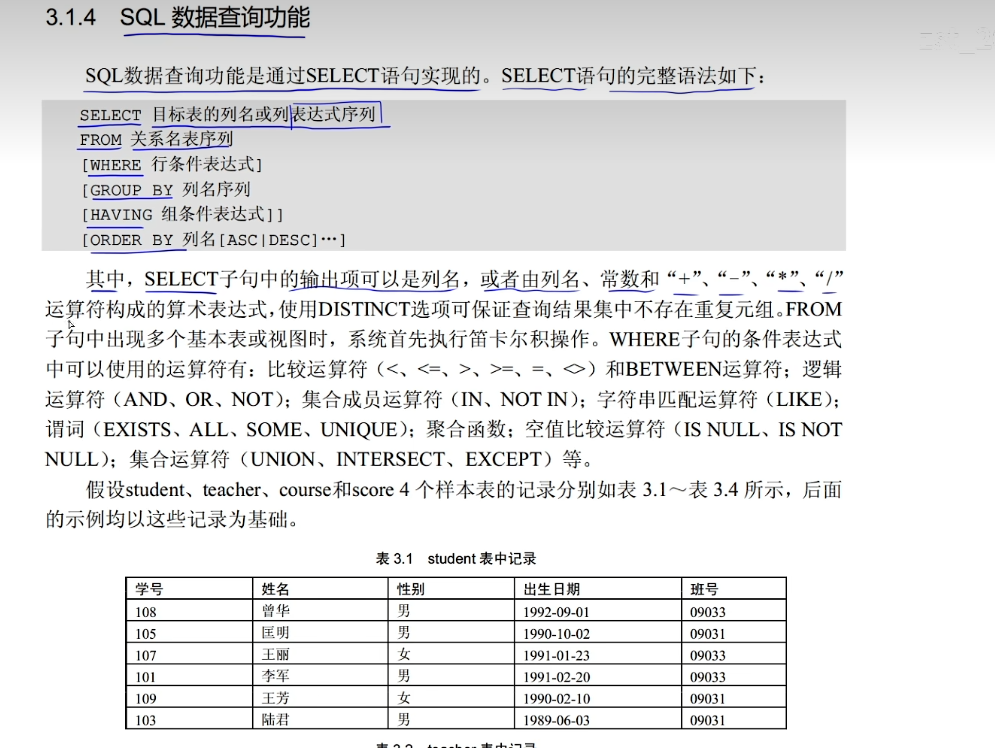 3.1.4 SQL 数据查询功能
SQL数据查询功能是通过SELECT语句实现的。SELECT语句的完整语法如下：
SELECT 目标表的列名或列表达式序列
FROM 关系名表序列
[WHERE 行条件表达式]
[GROUP BY 列名序列
[HAVING 组条件表达式]]
[ORDER BY 列名[ASC|DESC]…]
其中，SELECT子句中的输出项可以是列名，或者由列名、常数和“+”、“−”、“*”、“/”
运算符构成的算术表达式，使用DISTINCT选项可保证查询结果集中不存在重复元组。FROM
子句中出现多个基本表或视图时，系统首先执行笛卡尔积操作。WHERE子句的条件表达式
中可以使用的运算符有：比较运算符（<、<=、>、>=、=、<>）和BETWEEN运算符；逻辑
运算符（AND、OR、NOT）；集合成员运算符（IN、NOT IN）；字符串匹配运算符（LIKE）；
谓词（EXISTS、ALL、SOME、UNIQUE）；聚合函数；空值比较运算符（IS NULL、IS NOT
NULL）；集合运算符（UNION、INTERSECT、EXCEPT）等。
假设student、teacher、course和score 4 个样本表的记录分别如表 3.1～表 3.4 所示，后面
的示例均以这些记录为基础。
表 3.1 student 表中记录
学号 姓名 性别 出生日期 班号
108 曾华 男 1992-09-01 09033
105 匡明 男 1990-10-02 09031
107 王丽 女 1991-01-23 09033
101 李军 男 1991-02-20 09033
109 王芳 女 1990-02-10 09031
103 陆君 男 1989-06-03 09031
表 3.2 teacher 表中记录